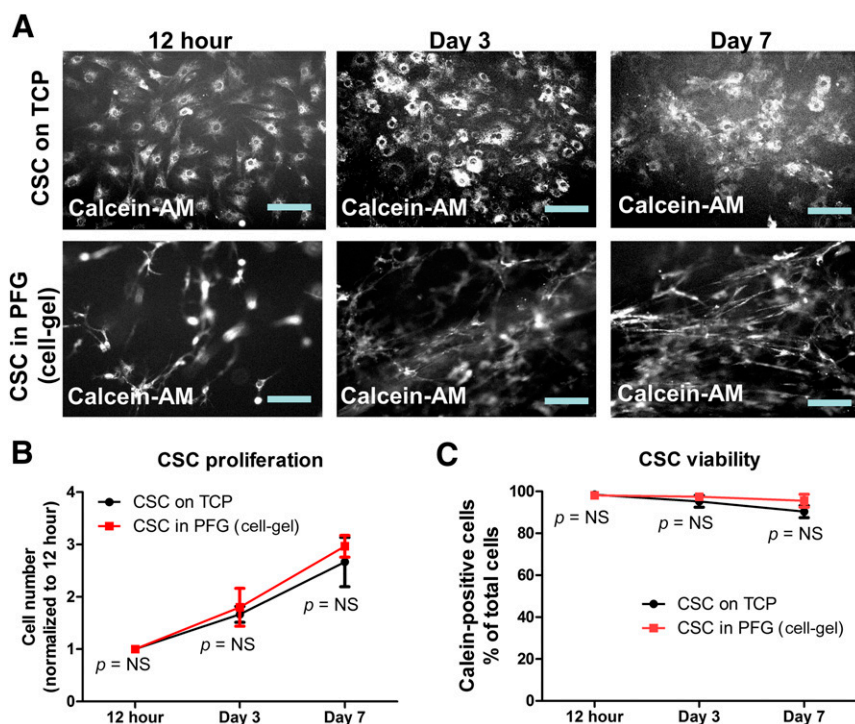 A
12 hour
Day 3
Day 7
CSC on TCP
Calcein-AM
Calcein-AM
Calcein-AM
CSC in PFG
(cell-gel)
Calcein-AM
Calcein-AM
Calcein-AM
B
CSC proliferation
Cell number
(normalized to 12 hour)
4
3
2
1
0
CSC on TCP
CSC in PFG (cell-gel)
p = NS
p = NS
p = NS
12 hour
Day 3
Day 7
C
CSC viability
Calein-positive cells
% of total cells
100
80
60
40
20
0
p = NS
p = NS
p = NS
CSC on TCP
CSC in PFG (cell-gel)
12 hour
Day 3
Day 7